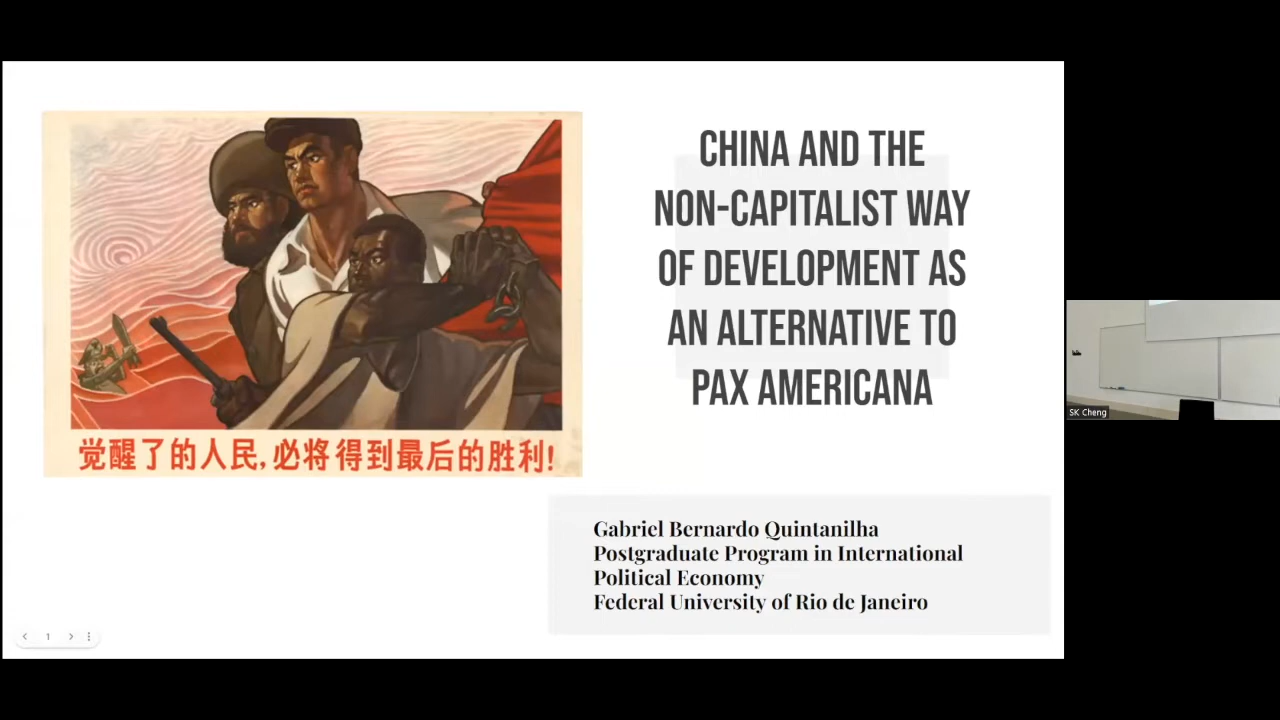 CHINA AND THE
NON-CAPITALIST WAY
OF DEVELOPMENT AS
AN ALTERNATIVE TO
PAX AMERICANA
觉醒了的人民,必将得到最后的胜利!
Gabriel Bernardo Quintanilha
Postgraduate Program in International
Political Economy
Federal University of Rio de Janeiro
1
SK Cheng